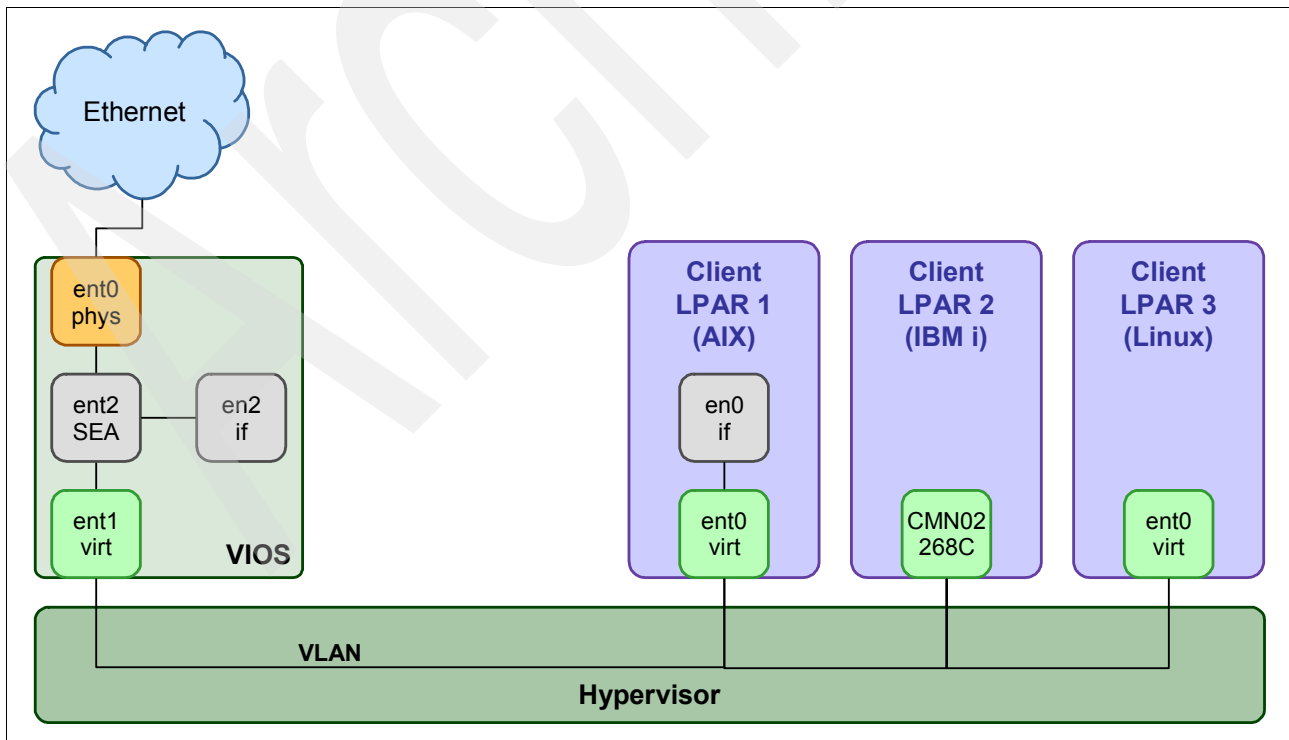 Ethernet
ent0
phys
ent2
SEA
en2
if
ent1
virt
VIOS
Client
LPAR 1
(AIX)
en0
if
ent0
virt
Client
LPAR 2
(IBM i)
CMN02
268C
Client
LPAR 3
(Linux)
ent0
virt
VLAN
Hypervisor